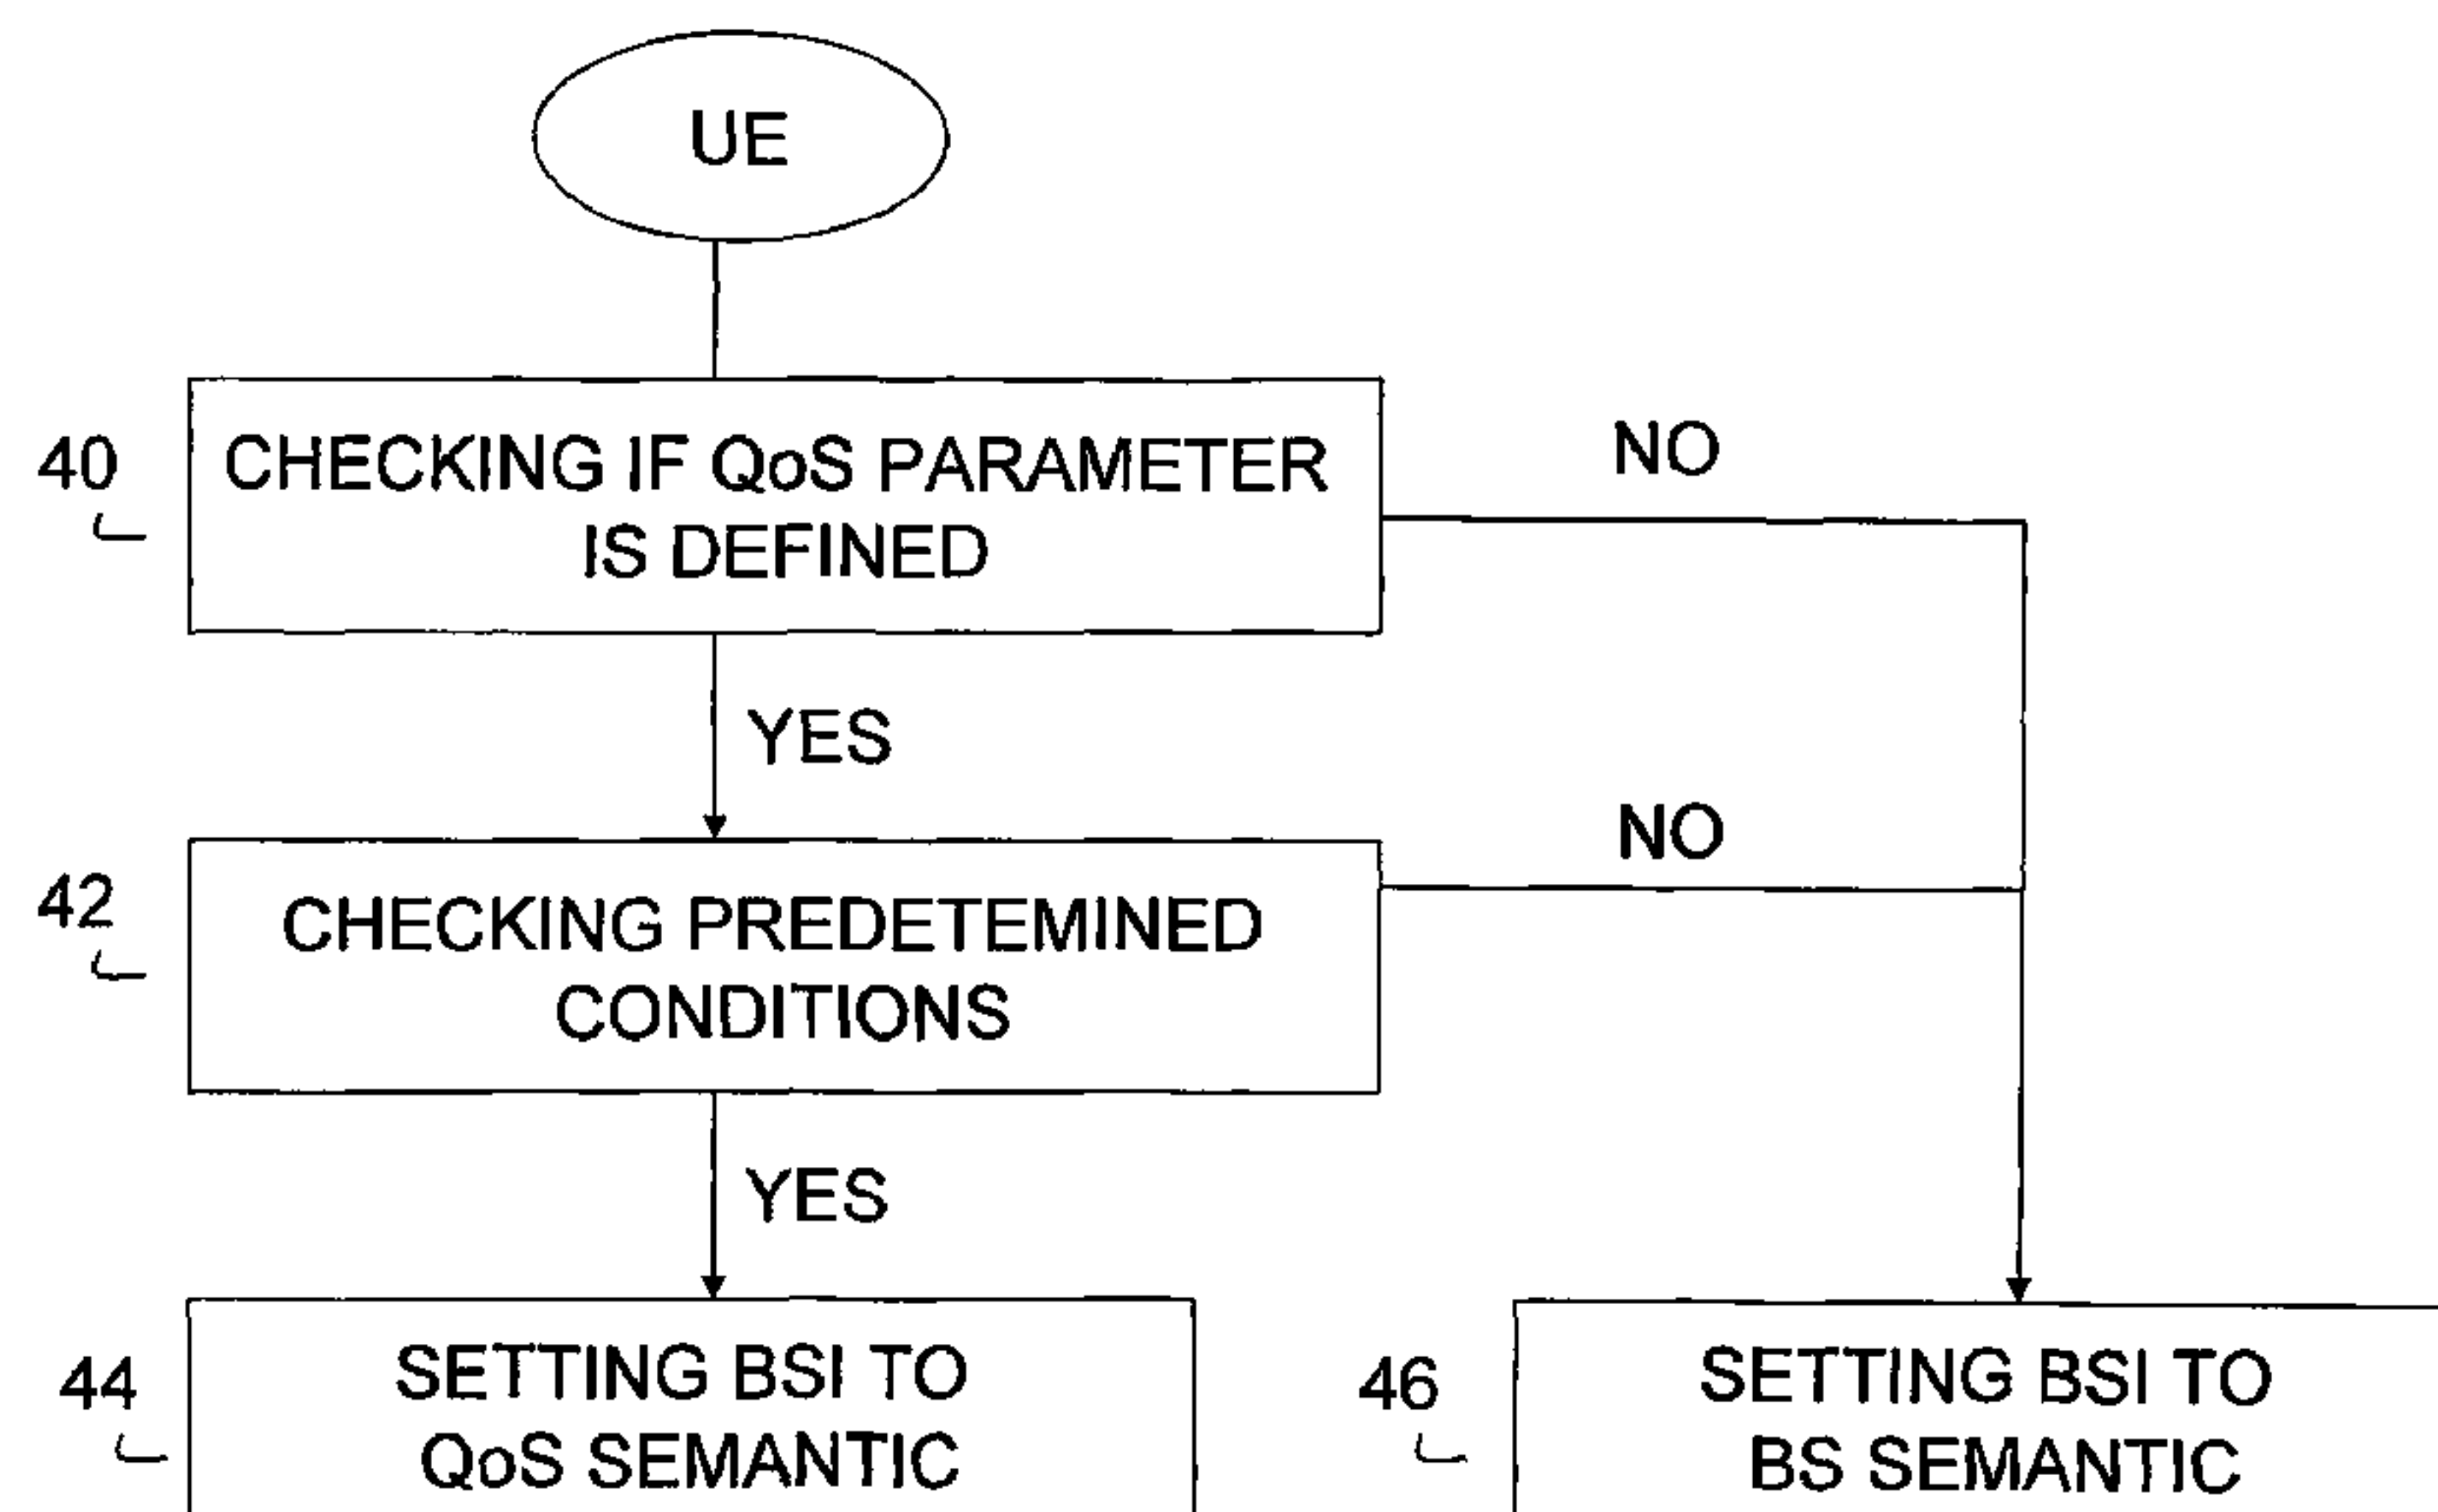 UE
40
CHECKING IF QoS PARAMETER
IS DEFINED
NO
YES
42
CHECKING PREDETEMINED
CONDITIONS
NO
YES
44
SETTING BSI TO
QoS SEMANTIC
46
SETTING BSI TO
BS SEMANTIC